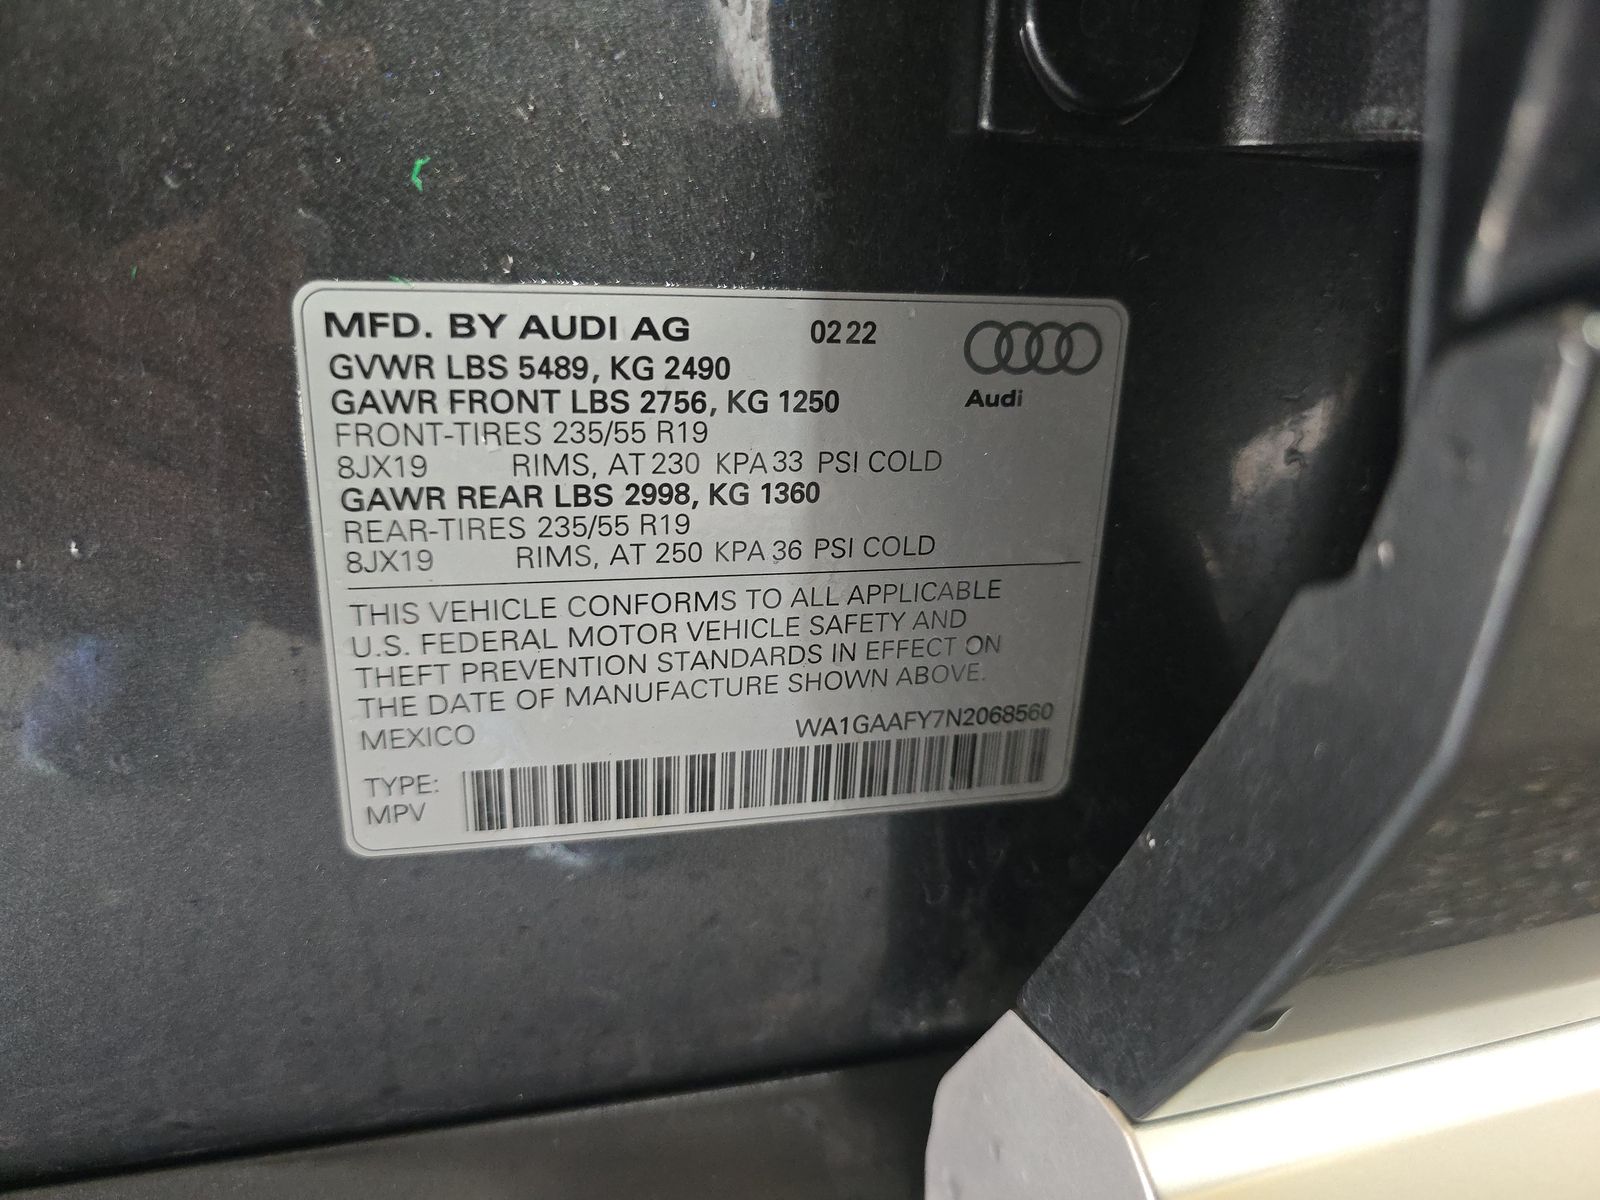 MFD. BY AUDI AG 02 22
GVWR LBS 5489, KG 2490
GAWR FRONT LBS 2756, KG 1250
Audi
FRONT-TIRES 235/55 R19
8JX19 RIMS, AT 230 KPA 33 PSI COLD
GAWR REAR LBS 2998, KG 1360
REAR-TIRES 235/55 R19
8JX19 RIMS, AT 250 KPA 36 PSI COLD
THIS VEHICLE CONFORMS TO ALL APPLICABLE
U.S. FEDERAL MOTOR VEHICLE SAFETY AND
THEFT PREVENTION STANDARDS IN EFFECT ON
THE DATE OF MANUFACTURE SHOWN ABOVE.
MEXICO WA1GAAFY7N2068560
TYPE:
MPV